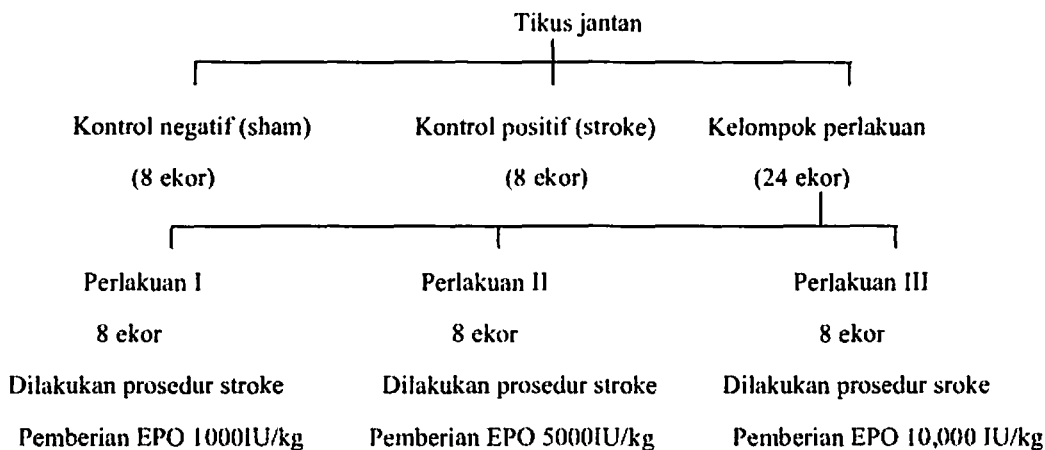 Tikus jantan
Kontrol negatif (sham) Kontrol positif (stroke) Kelompok perlakuan
(8 ekor) (8 ekor) (24 ekor)
Perlakuan I Perlakuan II Perlakuan III
8 ekor 8 ekor 8 ekor
Dilakukan prosedur stroke Dilakukan prosedur stroke Dilakukan prosedur sroke
Pemberian EPO 1000IU/kg Pemberian EPO 5000IU/kg Pemberian EPO 10,000 IU/kg